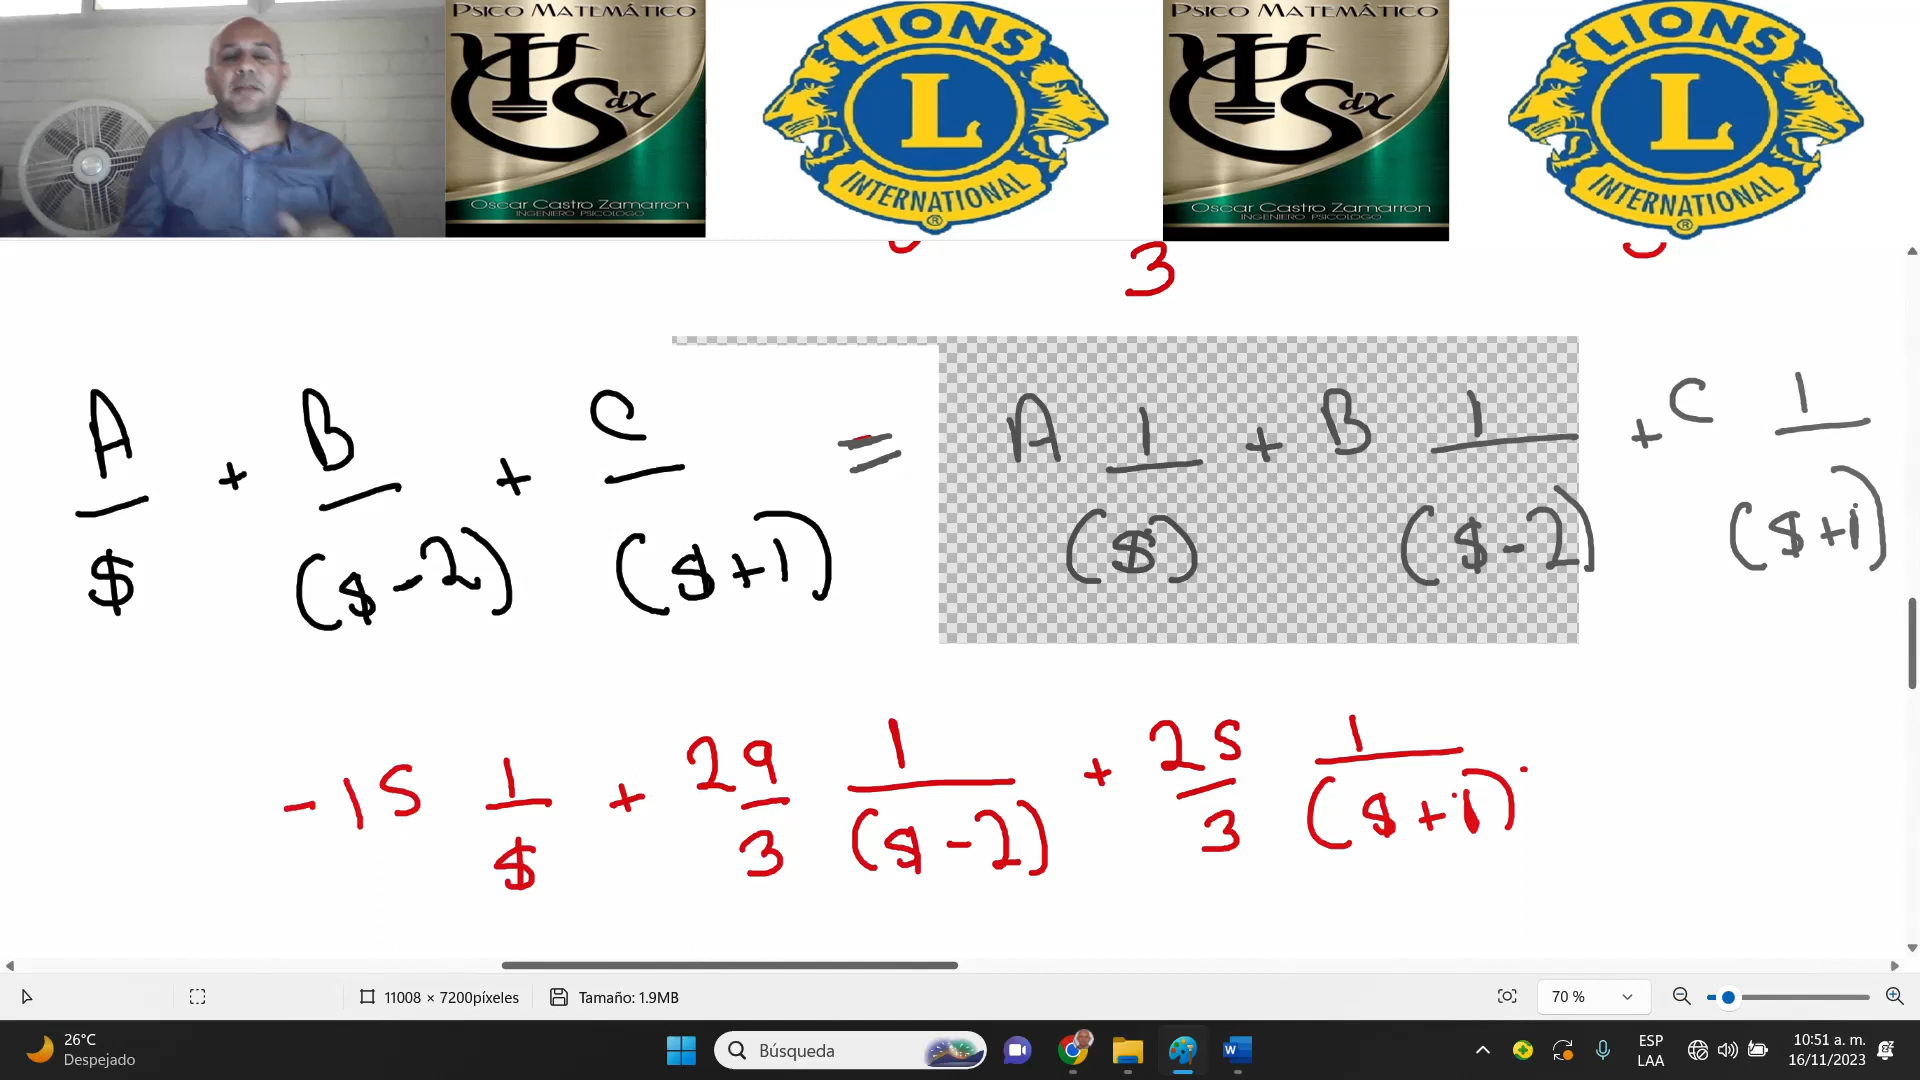 PSICO MATEMÁTICO
dx
Oscar Castro Zamarron
INGENIERO PSICOLOGO
LIONS
L
INTERNATIONAL
®
PSICO MATEMÁTICO
dx
Oscar Castro Zamarron
INGENIERO PSICOLOGO
LIONS
L
INTERNATIONAL
®
3
A/$ + B/($-2) + C/($+1) = A 1/($) + B 1/($-2) + C 1/($+1)
-15 1/$ + 29/3 1/($-2) + 25/3 1/($+1)
11008 × 7200píxeles
Tamaño: 1.9MB
70 %
26°C
Despejado
Búsqueda
ESP
LAA
10:51 a. m.
16/11/2023